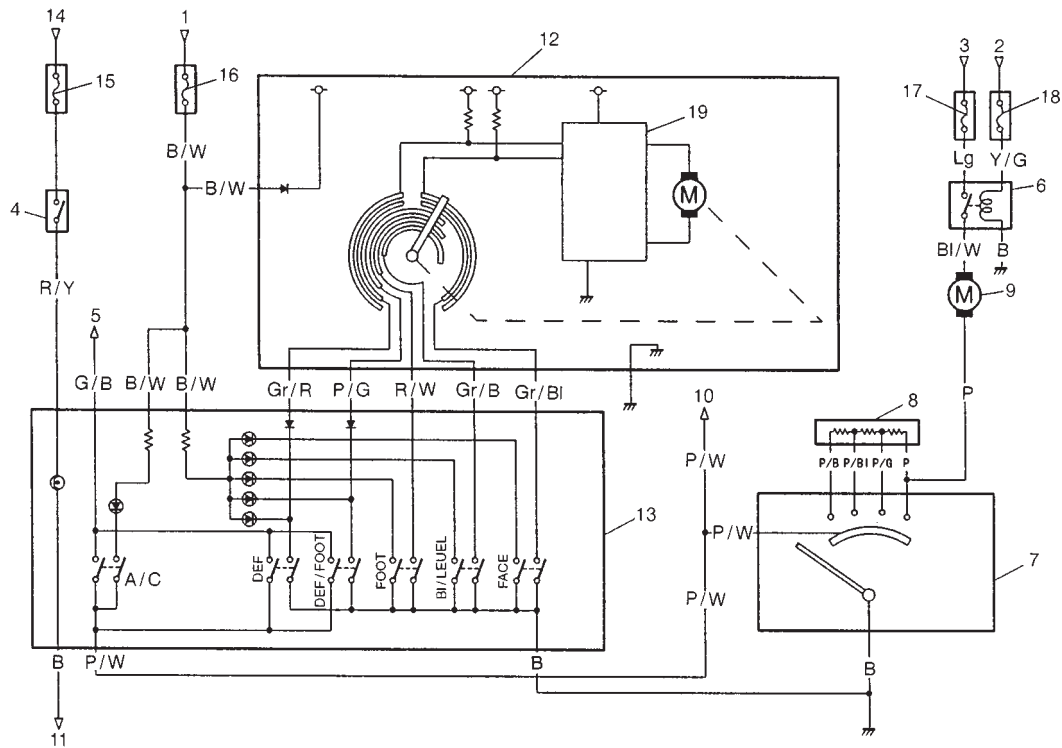 14
1
12
3
2
15
16
17
18
19
B/W
Lg
Y/G
4
B/W
6
Bl/W
B
R/Y
M
M
9
5
G/B
B/W
B/W
Gr/R
P/G
R/W
Gr/B
Gr/Bl
10
P
8
P/W
P/B
P/Bl
P/G
P
13
P/W
7
DEF
DEF/FOOT
FOOT
BI/LEUEL
FACE
A/C
P/W
B
P/W
B
B
11